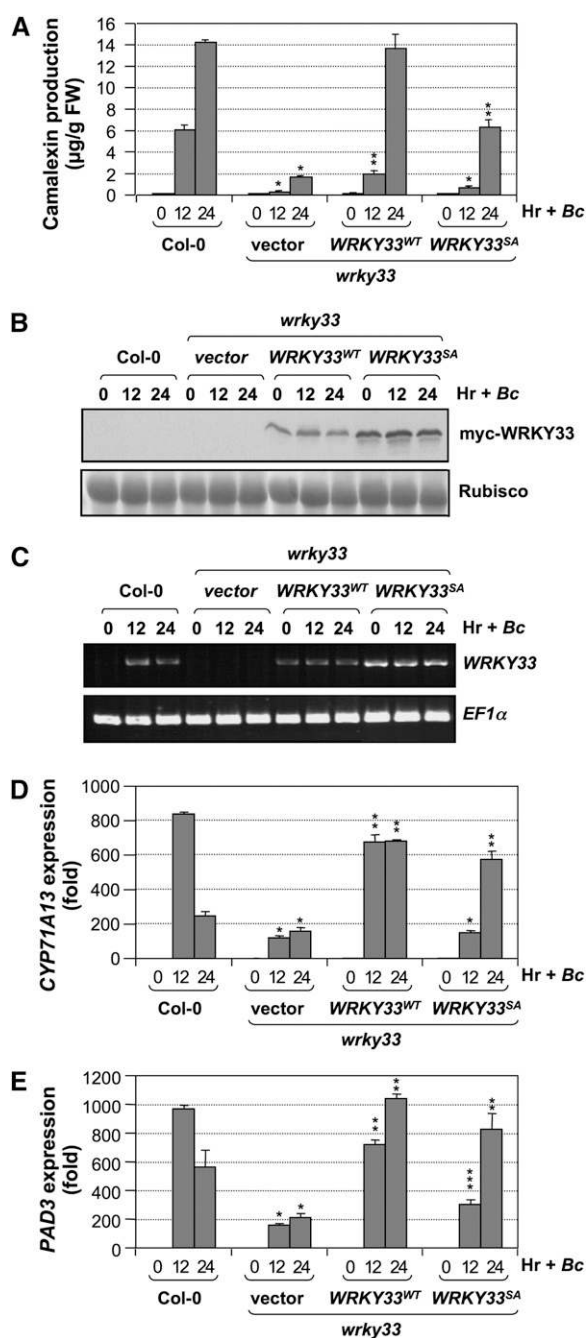 A
Camalexin production
(µg/g FW)
16
14
12
10
8
6
4
2
0
* * ** * **
0 12 24 0 12 24 0 12 24 0 12 24 Hr + Bc
Col-0 vector WRKY33WT WRKY33SA
wrky33
B
wrky33
Col-0 vector WRKY33WT WRKY33SA
0 12 24 0 12 24 0 12 24 0 12 24 Hr + Bc
myc-WRKY33
Rubisco
C
wrky33
Col-0 vector WRKY33WT WRKY33SA
0 12 24 0 12 24 0 12 24 0 12 24 Hr + Bc
WRKY33
EF1α
D
CYP71A13 expression
(fold)
1000
800
600
400
200
0
* * ** ** * **
0 12 24 0 12 24 0 12 24 0 12 24 Hr + Bc
Col-0 vector WRKY33WT WRKY33SA
wrky33
E
PAD3 expression
(fold)
1200
1000
800
600
400
200
0
* * ** ** *** **
0 12 24 0 12 24 0 12 24 0 12 24 Hr + Bc
Col-0 vector WRKY33WT WRKY33SA
wrky33